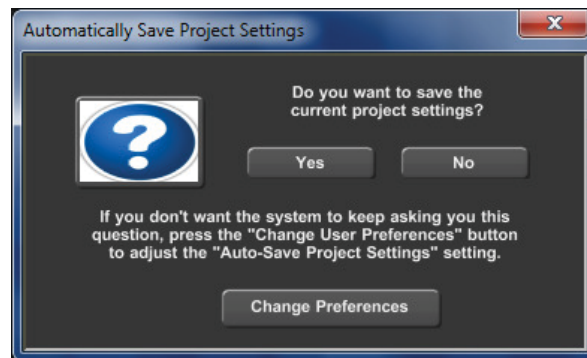 Automatically Save Project Settings
Do you want to save the
current project settings?
Yes No
If you don't want the system to keep asking you this
question, press the "Change User Preferences" button
to adjust the "Auto-Save Project Settings" setting.
Change Preferences